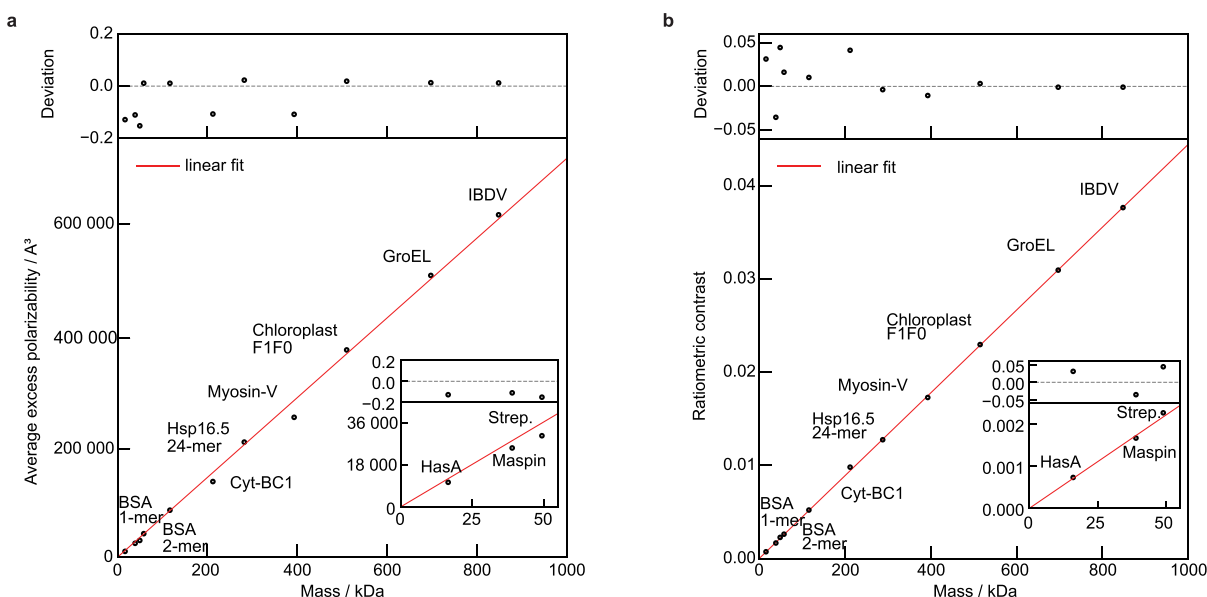 a
0.2
0.0
−0.2
Deviation
linear fit
600 000
400 000
200 000
0
Average excess polarizability / A³
IBDV
GroEL
Chloroplast
F1F0
Myosin-V
Hsp16.5
24-mer
Cyt-BC1
BSA
1-mer
BSA
2-mer
0.2
0.0
−0.2
36 000
18 000
0
Strep.
HasA
Maspin
0 25 50
0 200 400 600 800 1000
Mass / kDa
b
0.05
0.00
−0.05
Deviation
linear fit
0.04
0.03
0.02
0.01
0.00
Ratiometric contrast
IBDV
GroEL
Chloroplast
F1F0
Myosin-V
Hsp16.5
24-mer
Cyt-BC1
BSA
1-mer
BSA
2-mer
0.05
0.00
−0.05
0.002
0.001
0.000
Strep.
HasA
Maspin
0 25 50
0 200 400 600 800 1000
Mass / kDa